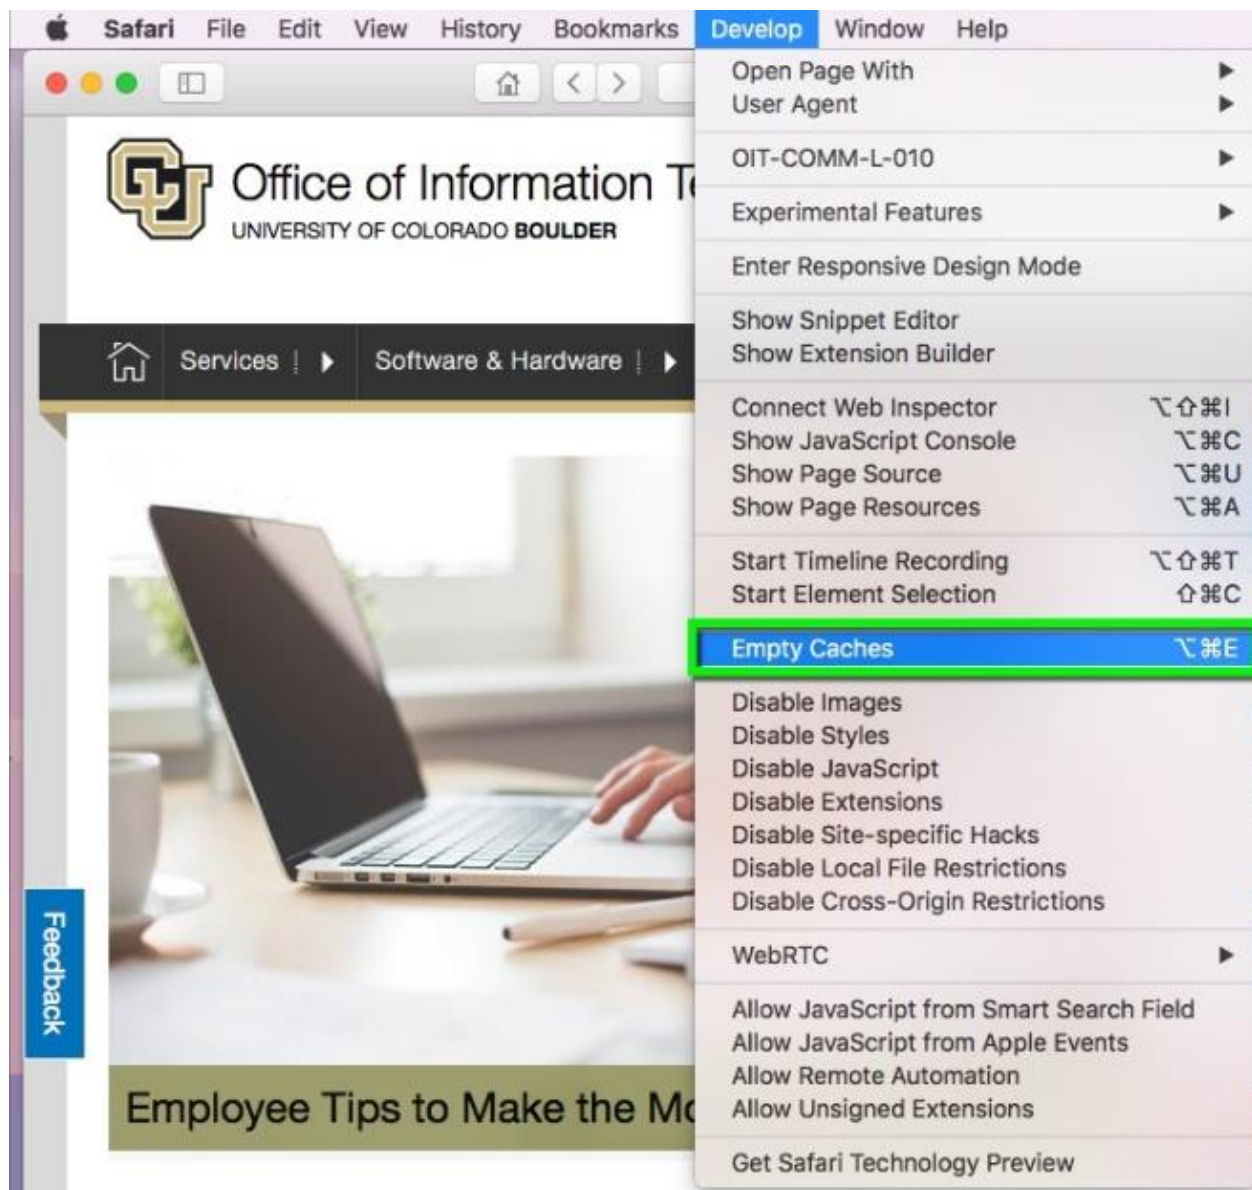 Safari File Edit View History Bookmarks Develop Window Help
CU
Office of Information
UNIVERSITY OF COLORADO BOULDER
Services
Software & Hardware
Feedback
Employee Tips to Make the
Open Page With
User Agent
OIT-COMM-L-010
Experimental Features
Enter Responsive Design Mode
Show Snippet Editor
Show Extension Builder
Connect Web Inspector ⌥⇧⌘I
Show JavaScript Console ⌥⌘C
Show Page Source ⌥⌘U
Show Page Resources ⌥⌘A
Start Timeline Recording ⌥⇧⌘T
Start Element Selection ⇧⌘C
Empty Caches ⌥⌘E
Disable Images
Disable Styles
Disable JavaScript
Disable Extensions
Disable Site-specific Hacks
Disable Local File Restrictions
Disable Cross-Origin Restrictions
WebRTC
Allow JavaScript from Smart Search Field
Allow JavaScript from Apple Events
Allow Remote Automation
Allow Unsigned Extensions
Get Safari Technology Preview